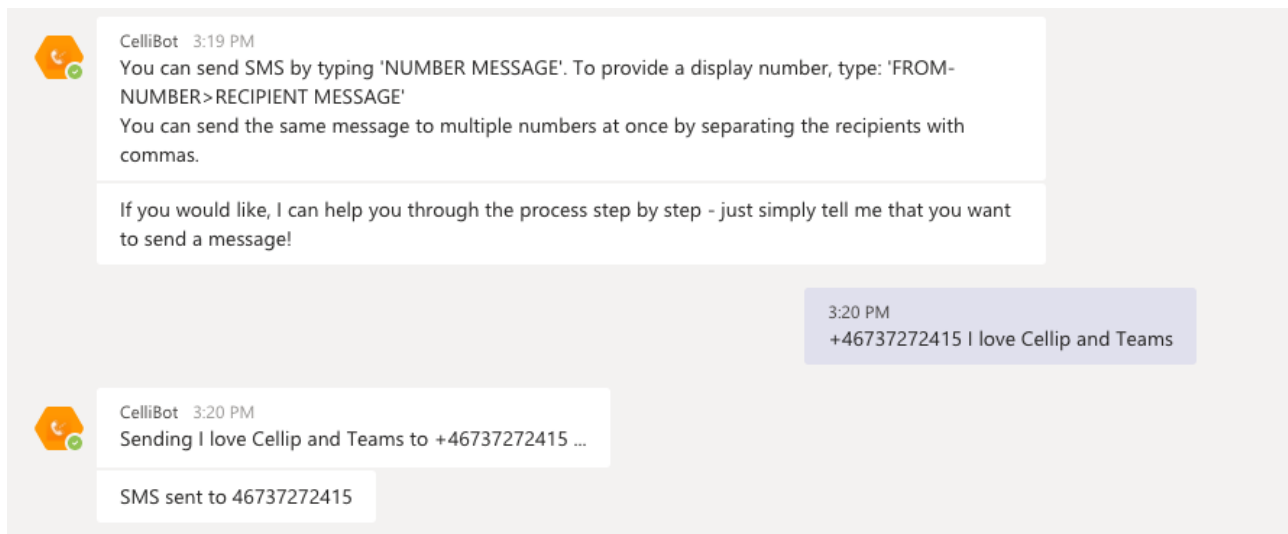 CelliBot 3:19 PM
You can send SMS by typing 'NUMBER MESSAGE'. To provide a display number, type: 'FROM-
NUMBER>RECIPIENT MESSAGE'
You can send the same message to multiple numbers at once by separating the recipients with
commas.
If you would like, I can help you through the process step by step - just simply tell me that you want
to send a message!
3:20 PM
+46737272415 I love Cellip and Teams
CelliBot 3:20 PM
Sending I love Cellip and Teams to +46737272415 ...
SMS sent to 46737272415